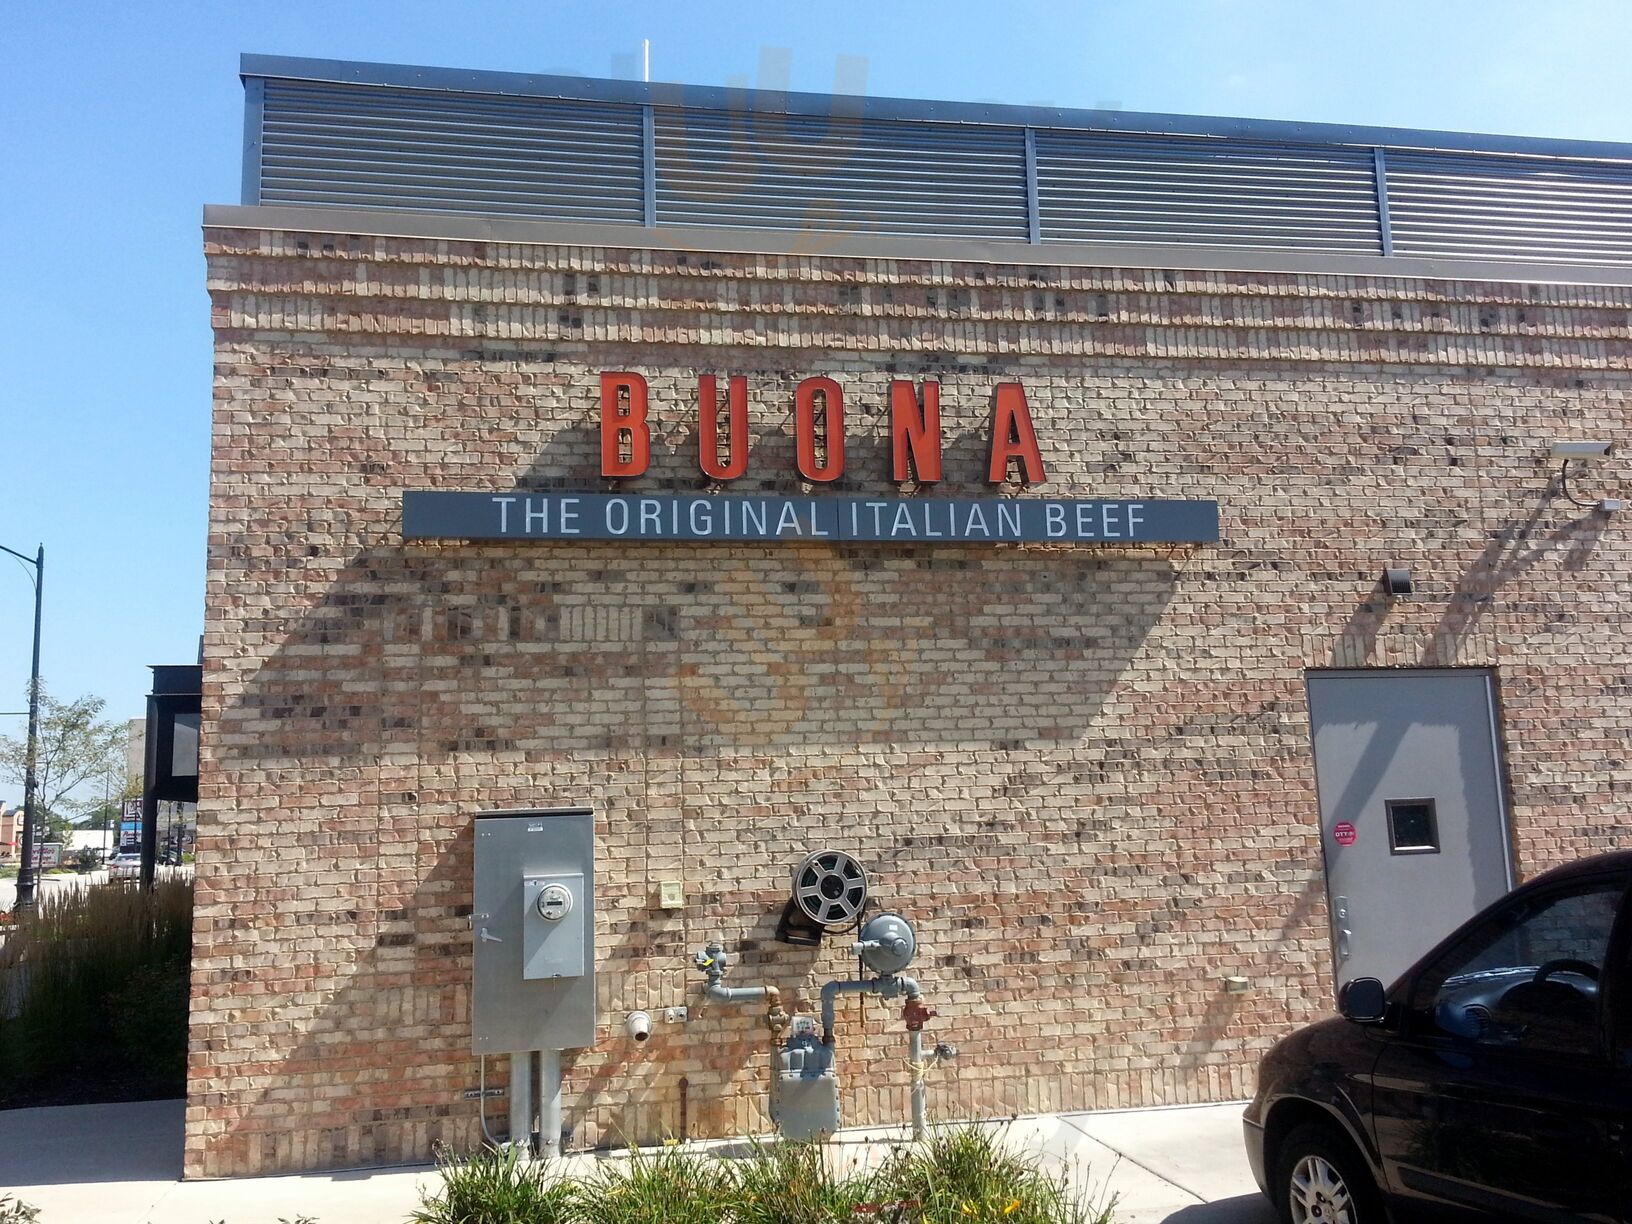 BUONA
THE ORIGINAL ITALIAN BEEF